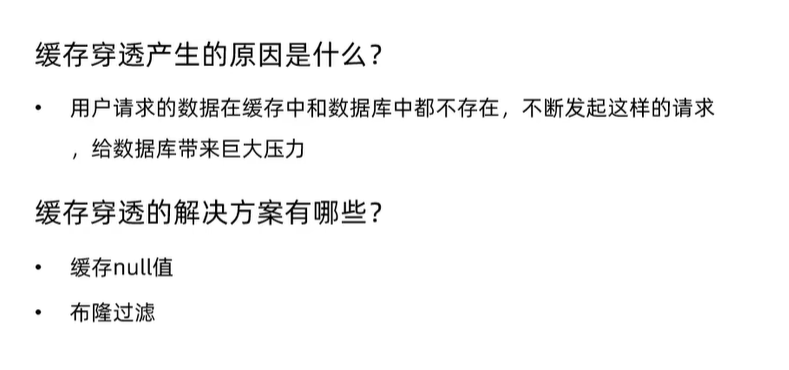 缓存穿透产生的原因是什么？
• 用户请求的数据在缓存中和数据库中都不存在，不断发起这样的请求
，给数据库带来巨大压力
缓存穿透的解决方案有哪些？
• 缓存null值
• 布隆过滤